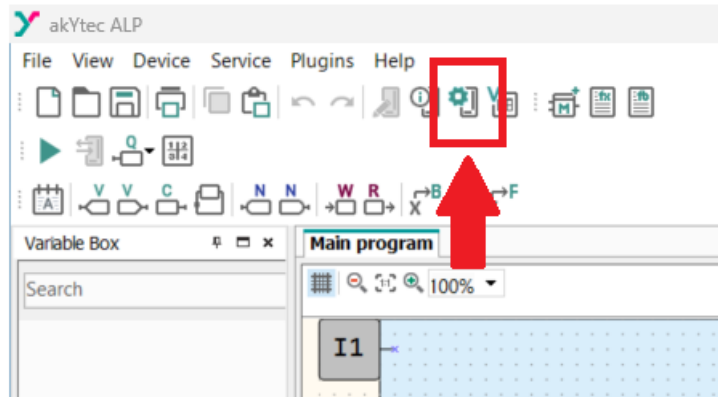 akYtec ALP
File View Device Service Plugins Help
Variable Box
Main program
Search
100%
I1